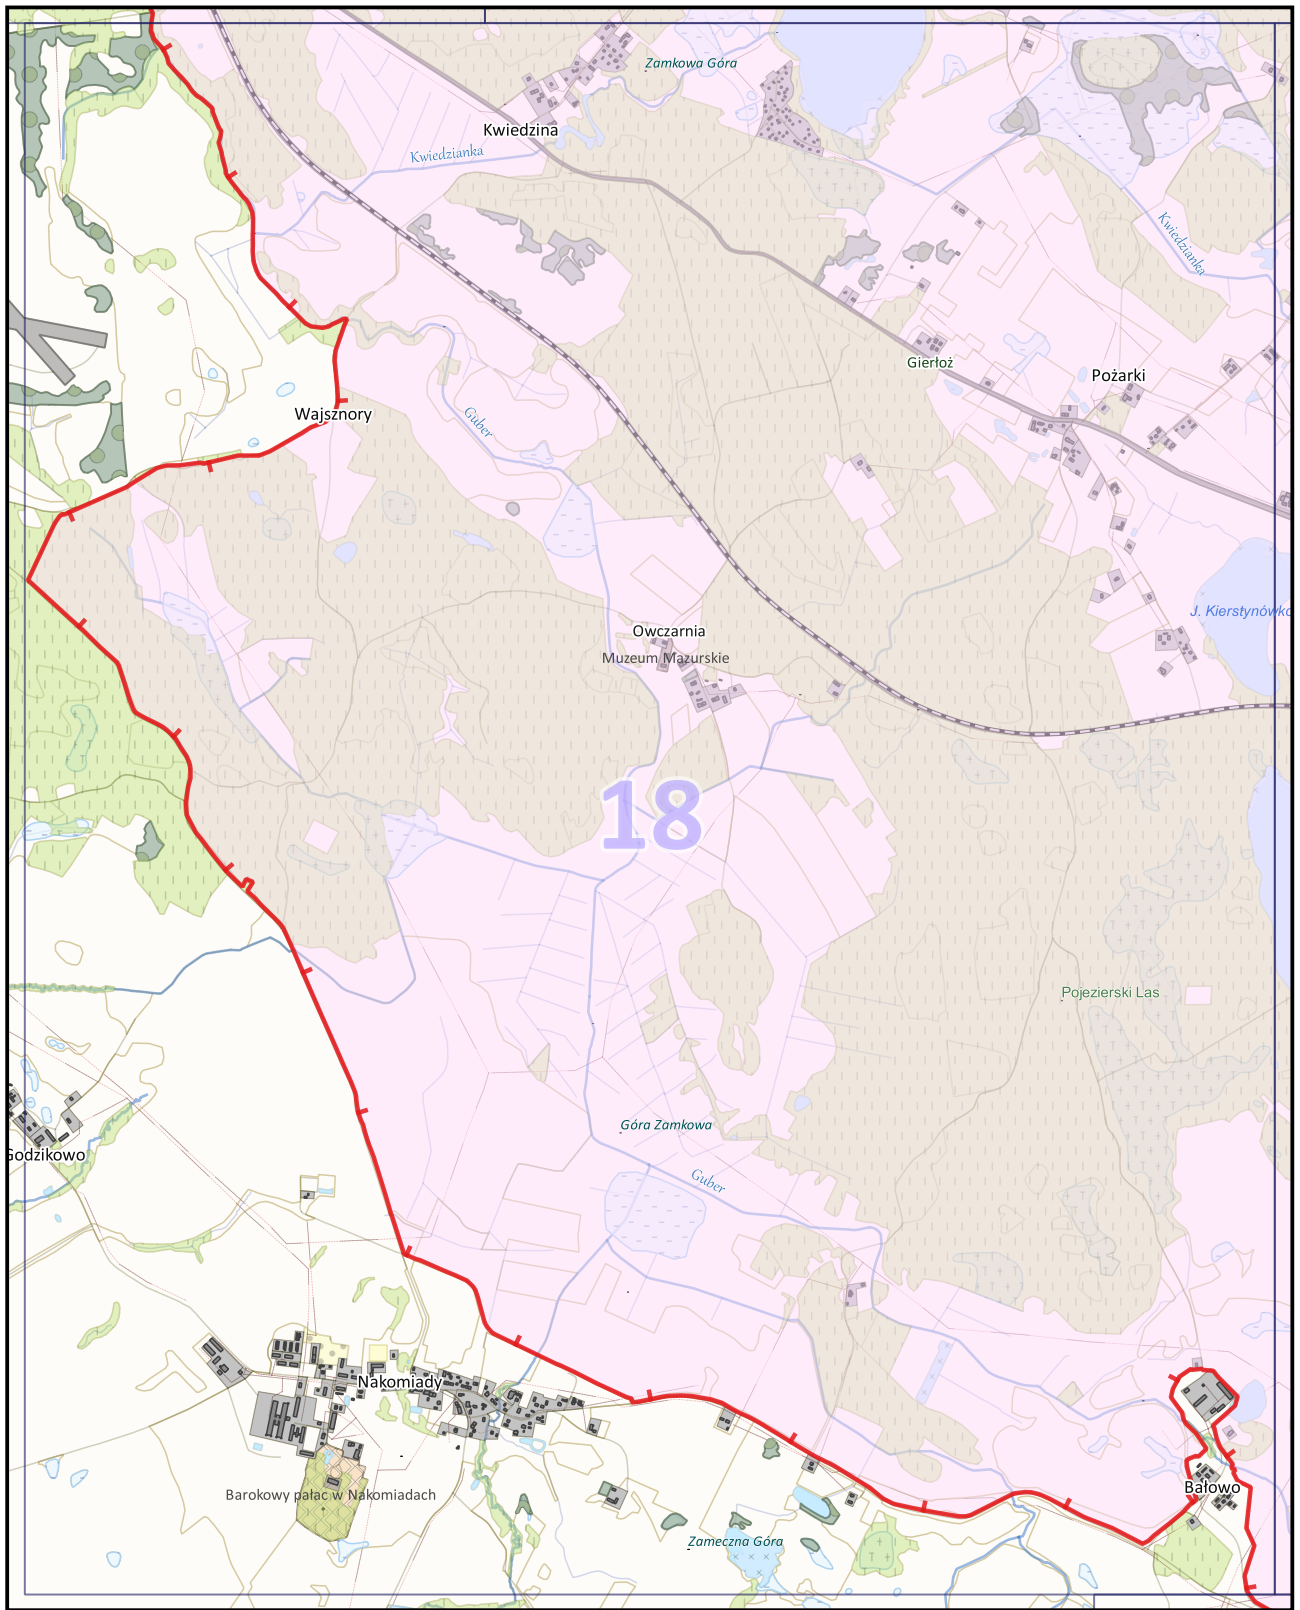 Zamkowa Góra
Kwiedzina
Kwiedzianka
Kwiedzianka
Gierłoż
Pożarki
Wajsznory
Guber
J. Kierstynówko
Owczarnia
Muzeum Mazurskie
18
Pojezierski Las
Góra Zamkowa
Godzikowo
Guber
Nakomiady
Barokowy pałac w Nakomiadach
Bałowo
Zameczna Góra